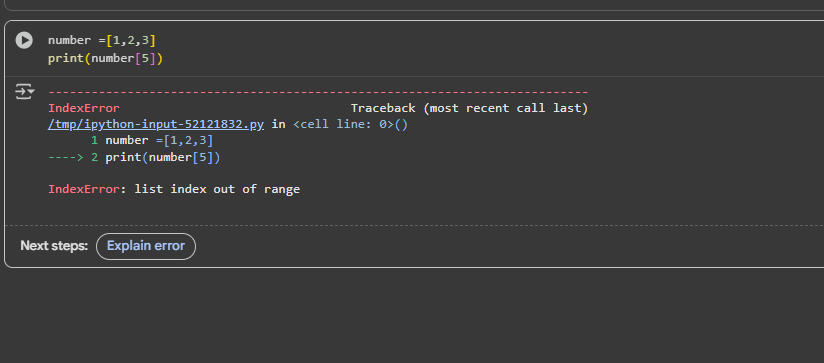 number =[1,2,3]
print(number[5])
---------------------------------------------------------------------------
IndexError                                Traceback (most recent call last)
/tmp/ipython-input-52121832.py in <cell line: 0>()
      1 number =[1,2,3]
----> 2 print(number[5])

IndexError: list index out of range
Next steps: Explain error